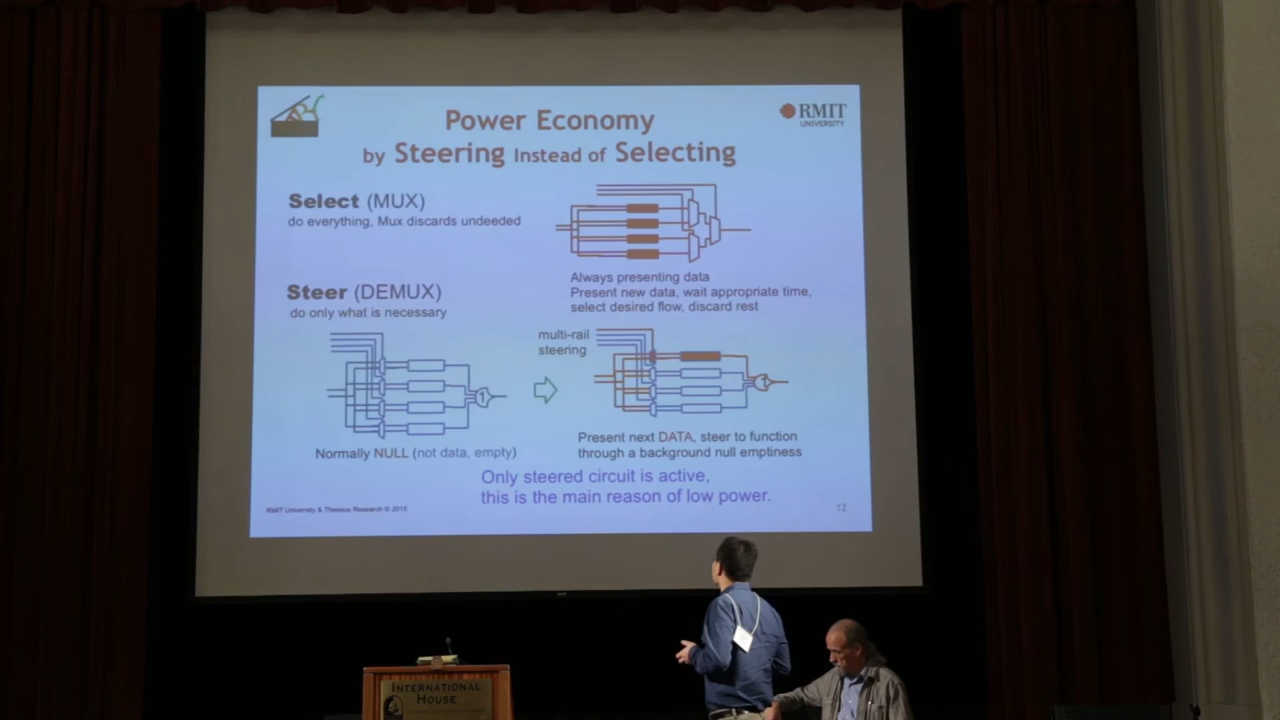 Power Economy
by Steering Instead of Selecting
RMIT
UNIVERSITY
Select (MUX)
do everything, Mux discards undeeded
Always presenting data
Present new data, wait appropriate time,
select desired flow, discard rest
Steer (DEMUX)
do only what is necessary
multi-rail
steering
1
1
Normally NULL (not data, empty)
Present next DATA, steer to function
through a background null emptiness
Only steered circuit is active,
this is the main reason of low power.
RMIT University & Theseus Research © 2015
12
INTERNATIONAL
HOUSE